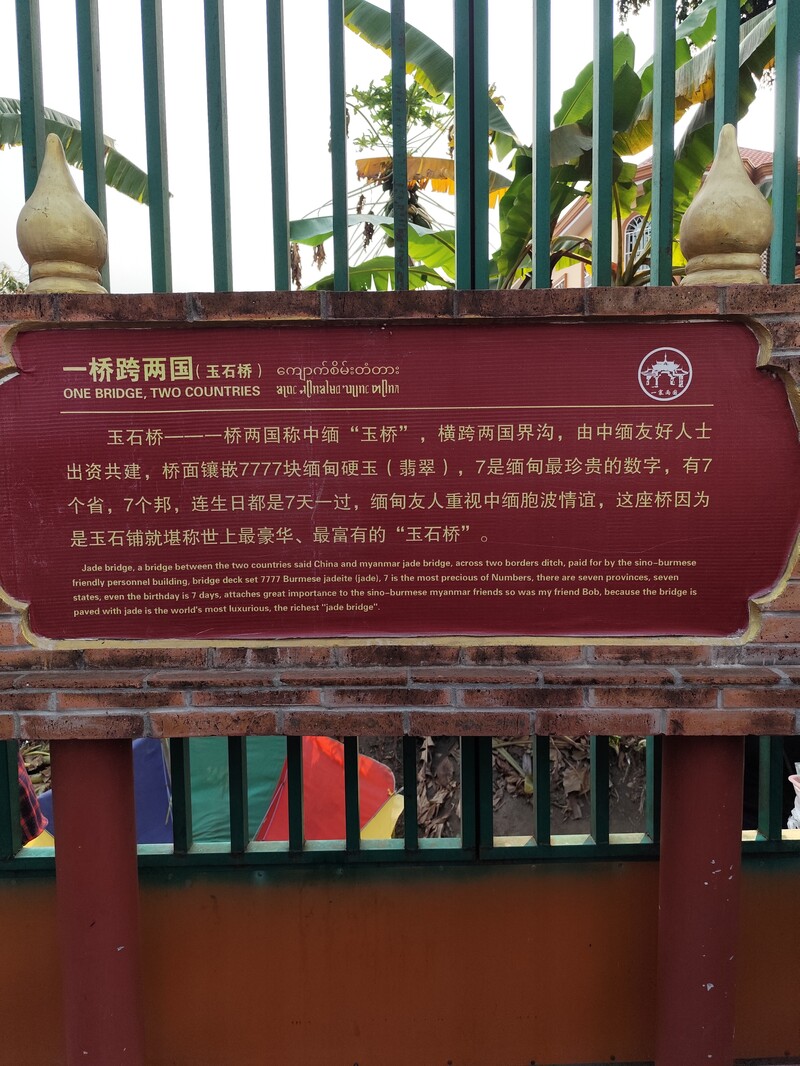 一桥跨两国(玉石桥) ကျောက်စိမ်းတံတား
ONE BRIDGE, TWO COUNTRIES
一寨两国
玉石桥———一桥两国称中缅“玉桥”，横跨两国界沟，由中缅友好人士
出资共建，桥面镶嵌7777块缅甸硬玉（翡翠），7是缅甸最珍贵的数字，有7
个省，7个邦，连生日都是7天一过，缅甸友人重视中缅胞波情谊，这座桥因为
是玉石铺就堪称世上最豪华、最富有的“玉石桥”。
Jade bridge, a bridge between the two countries said China and myanmar jade bridge, across two borders ditch, paid for by the sino-burmese
friendly personnel building, bridge deck set 7777 Burmese jadeite (jade), 7 is the most precious of Numbers, there are seven provinces, seven
states, even the birthday is 7 days, attaches great importance to the sino-burmese myanmar friends so was my friend Bob, because the bridge is
paved with jade is the world's most luxurious, the richest "jade bridge".